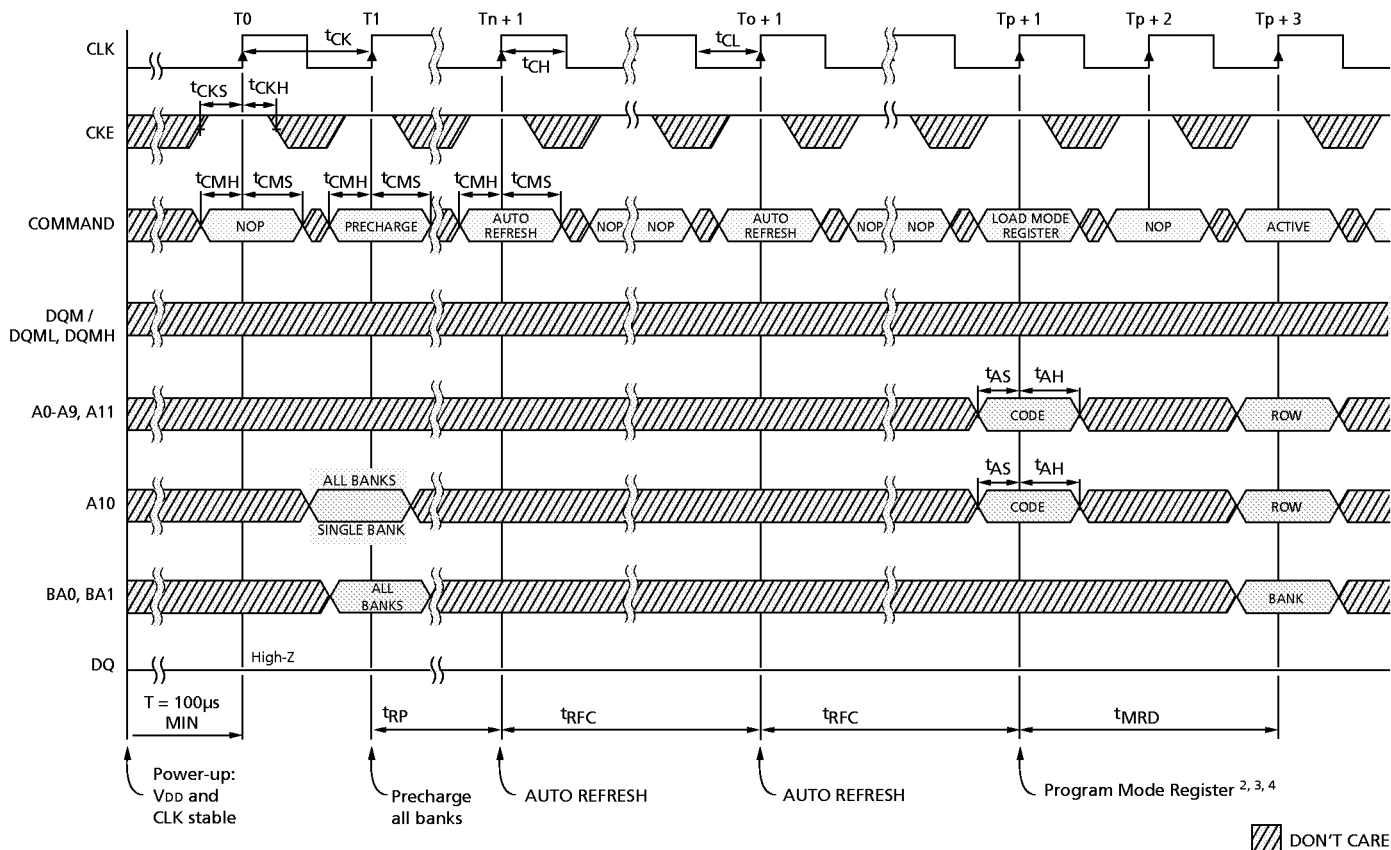 T0 T1 Tn + 1 To + 1 Tp + 1 Tp + 2 Tp + 3
CLK tCK tCH tCL
tCKS tCKH
CKE
tCMH tCMS tCMH tCMS tCMH tCMS
COMMAND NOP PRECHARGE AUTO REFRESH NOP NOP AUTO REFRESH NOP NOP LOAD MODE REGISTER NOP ACTIVE
DQM /
DQML, DQMH
tAS tAH
A0-A9, A11 CODE ROW
ALL BANKS tAS tAH
A10 CODE ROW
SINGLE BANK
BA0, BA1 ALL BANKS BANK
DQ High-Z
T = 100µs
MIN
tRP tRFC tRFC tMRD
Power-up:
VDD and
CLK stable
Precharge
all banks
AUTO REFRESH
AUTO REFRESH
Program Mode Register 2, 3, 4
DON'T CARE